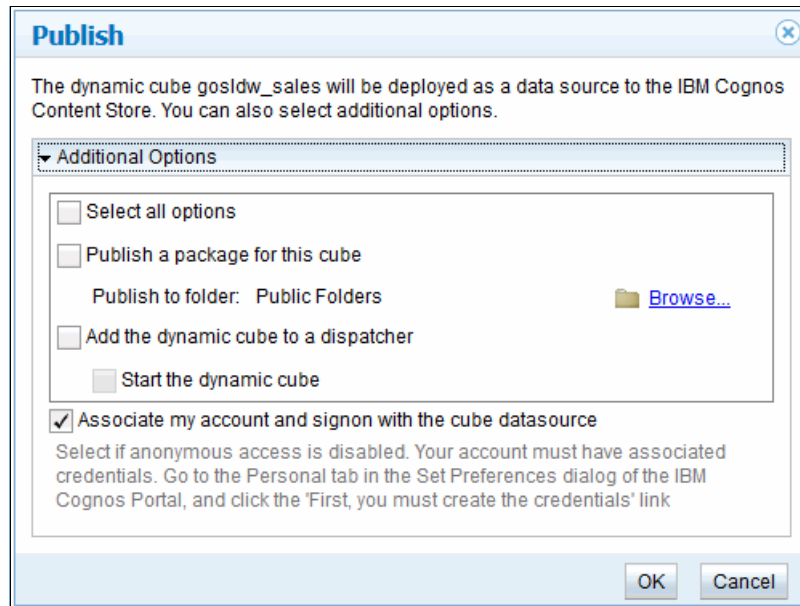 Publish
The dynamic cube gosldw_sales will be deployed as a data source to the IBM Cognos
Content Store. You can also select additional options.
Additional Options
Select all options
Publish a package for this cube
Publish to folder: Public Folders Browse...
Add the dynamic cube to a dispatcher
Start the dynamic cube
Associate my account and signon with the cube datasource
Select if anonymous access is disabled. Your account must have associated
credentials. Go to the Personal tab in the Set Preferences dialog of the IBM
Cognos Portal, and click the 'First, you must create the credentials' link
OK Cancel